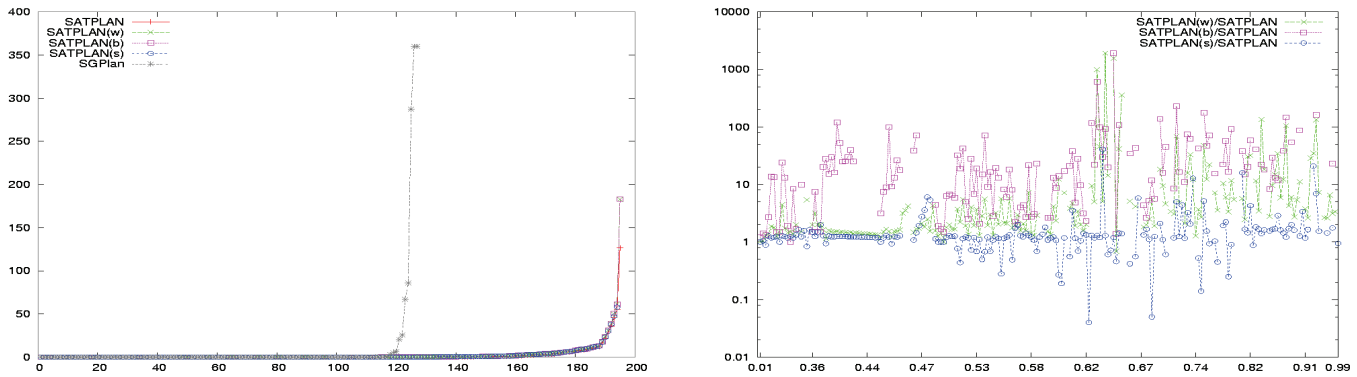 400
350
300
250
200
150
100
50
0
SATPLAN
SATPLAN(w)
SATPLAN(b)
SATPLAN(s)
SGPlan
0 20 40 60 80 100 120 140 160 180 200
10000
1000
100
10
1
0.1
0.01
SATPLAN(w)/SATPLAN
SATPLAN(b)/SATPLAN
SATPLAN(s)/SATPLAN
0.01 0.36 0.44 0.47 0.53 0.58 0.62 0.67 0.74 0.82 0.91 0.99 0.99